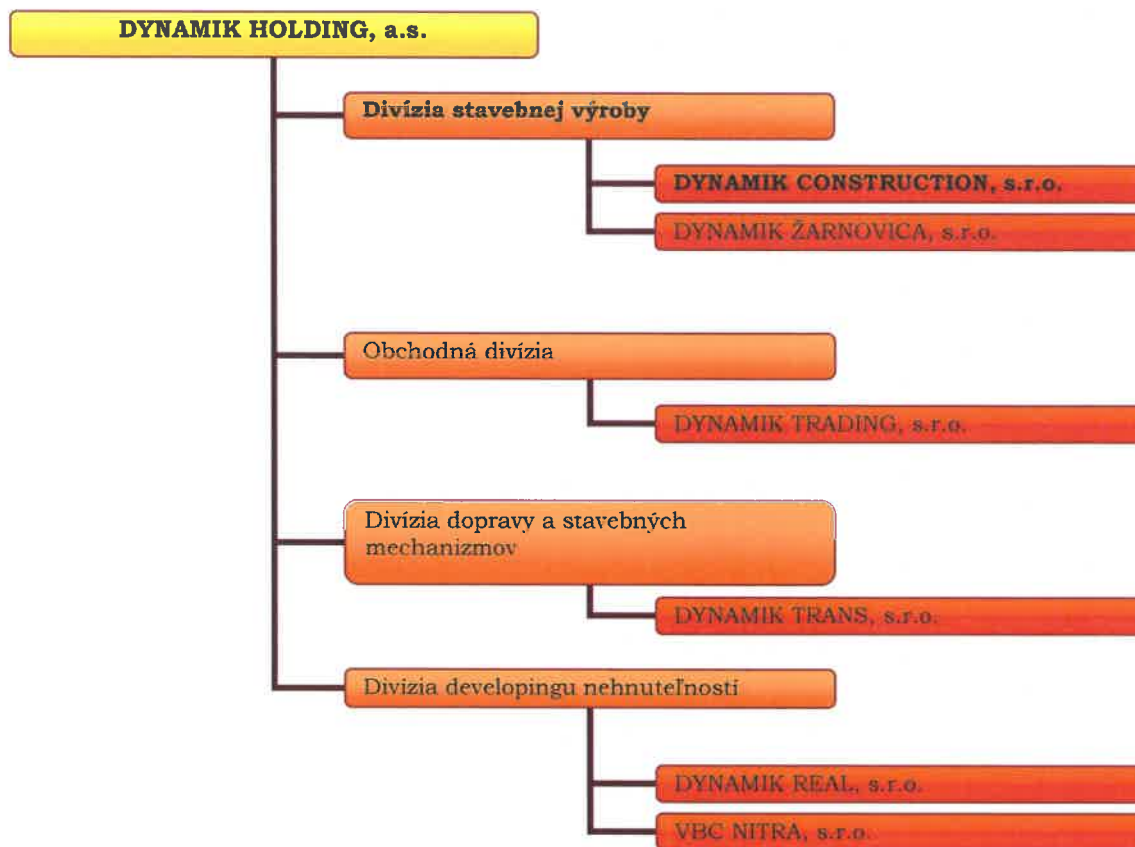 DYNAMIK HOLDING, a.s.
Divízia stavebnej výroby
DYNAMIK CONSTRUCTION, s.r.o.
DYNAMIK ŽARNOVICA, s.r.o.
Obchodná divízia
DYNAMIK TRADING, s.r.o.
Divízia dopravy a stavebných
mechanizmov
DYNAMIK TRANS, s.r.o.
Divízia developingu nehnuteľností
DYNAMIK REAL, s.r.o.
VBC NITRA, s.r.o.